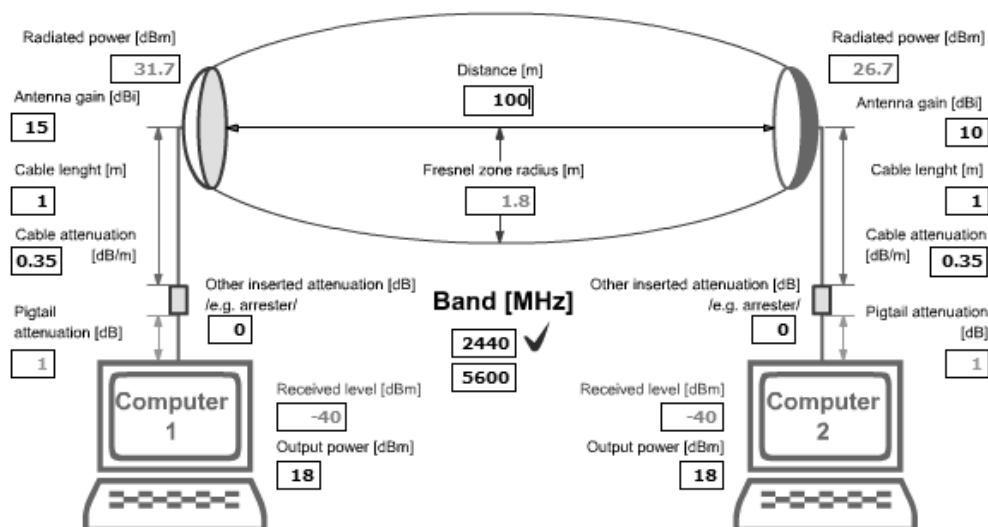 Radiated power [dBm]
31.7
Antenna gain [dBi]
15
Cable lenght [m]
1
Cable attenuation
[dB/m]
0.35
Pigtail
attenuation [dB]
1
Other inserted attenuation [dB]
/e.g. arrester/
0
Computer
1
Received level [dBm]
-40
Output power [dBm]
18
Distance [m]
100
Fresnel zone radius [m]
1.8
Band [MHz]
2440
5600
Radiated power [dBm]
26.7
Antenna gain [dBi]
10
Cable lenght [m]
1
Cable attenuation
[dB/m]
0.35
Other inserted attenuation [dB]
/e.g. arrester/
0
Pigtail attenuation
[dB]
1
Received level [dBm]
-40
Output power [dBm]
18
Computer
2